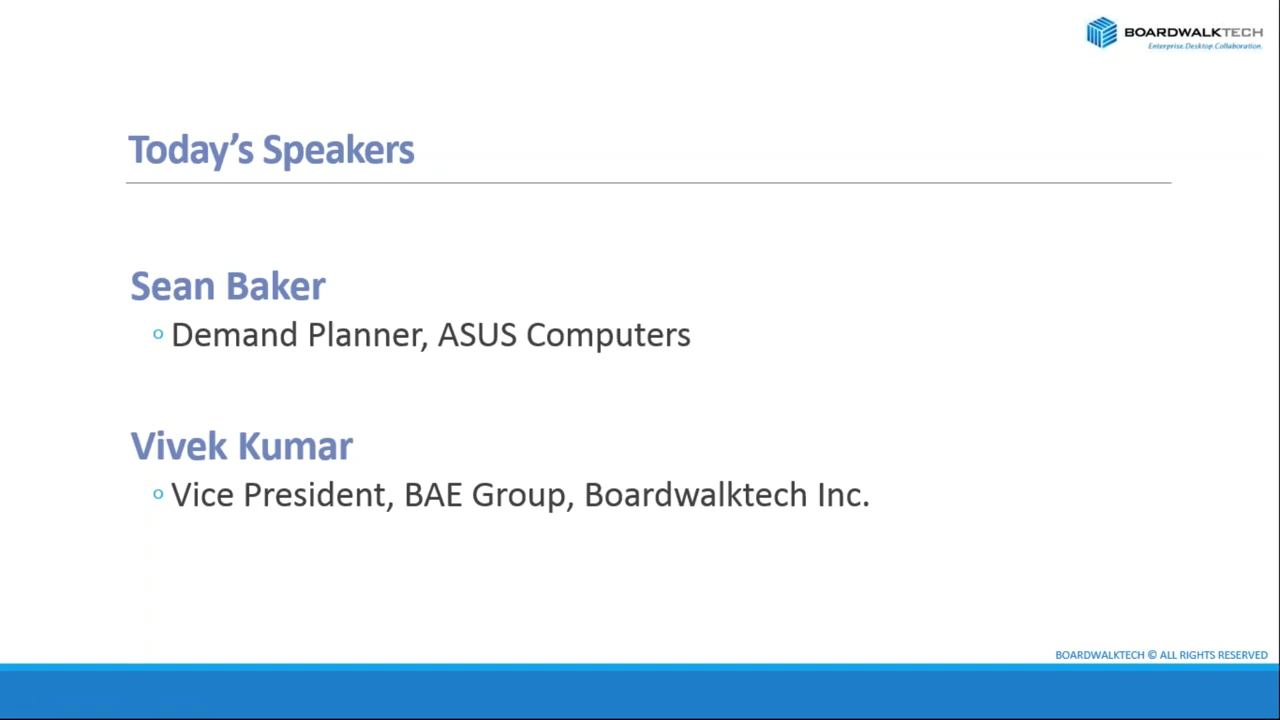 BOARDWALKTECH
Enterprise.Desktop.Collaboration.
Today’s Speakers
Sean Baker
Demand Planner, ASUS Computers
Vivek Kumar
Vice President, BAE Group, Boardwalktech Inc.
BOARDWALKTECH © ALL RIGHTS RESERVED